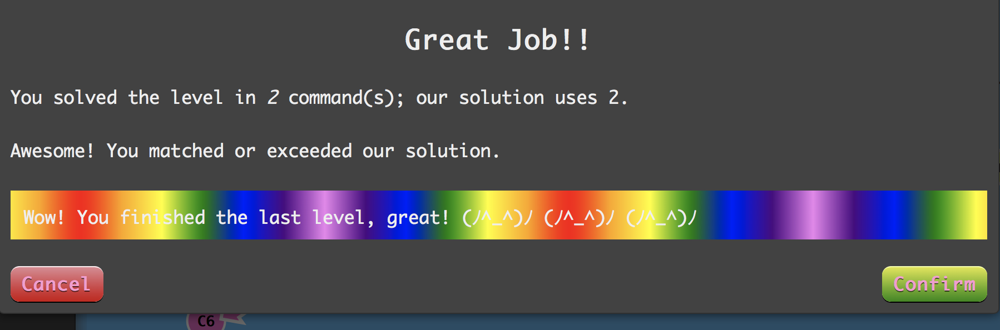 Great Job!!
You solved the level in 2 command(s); our solution uses 2.
Awesome! You matched or exceeded our solution.
Wow! You finished the last level, great! (ﾉ^_^)ﾉ (ﾉ^_^)ﾉ (ﾉ^_^)ﾉ
Cancel
Confirm
C6